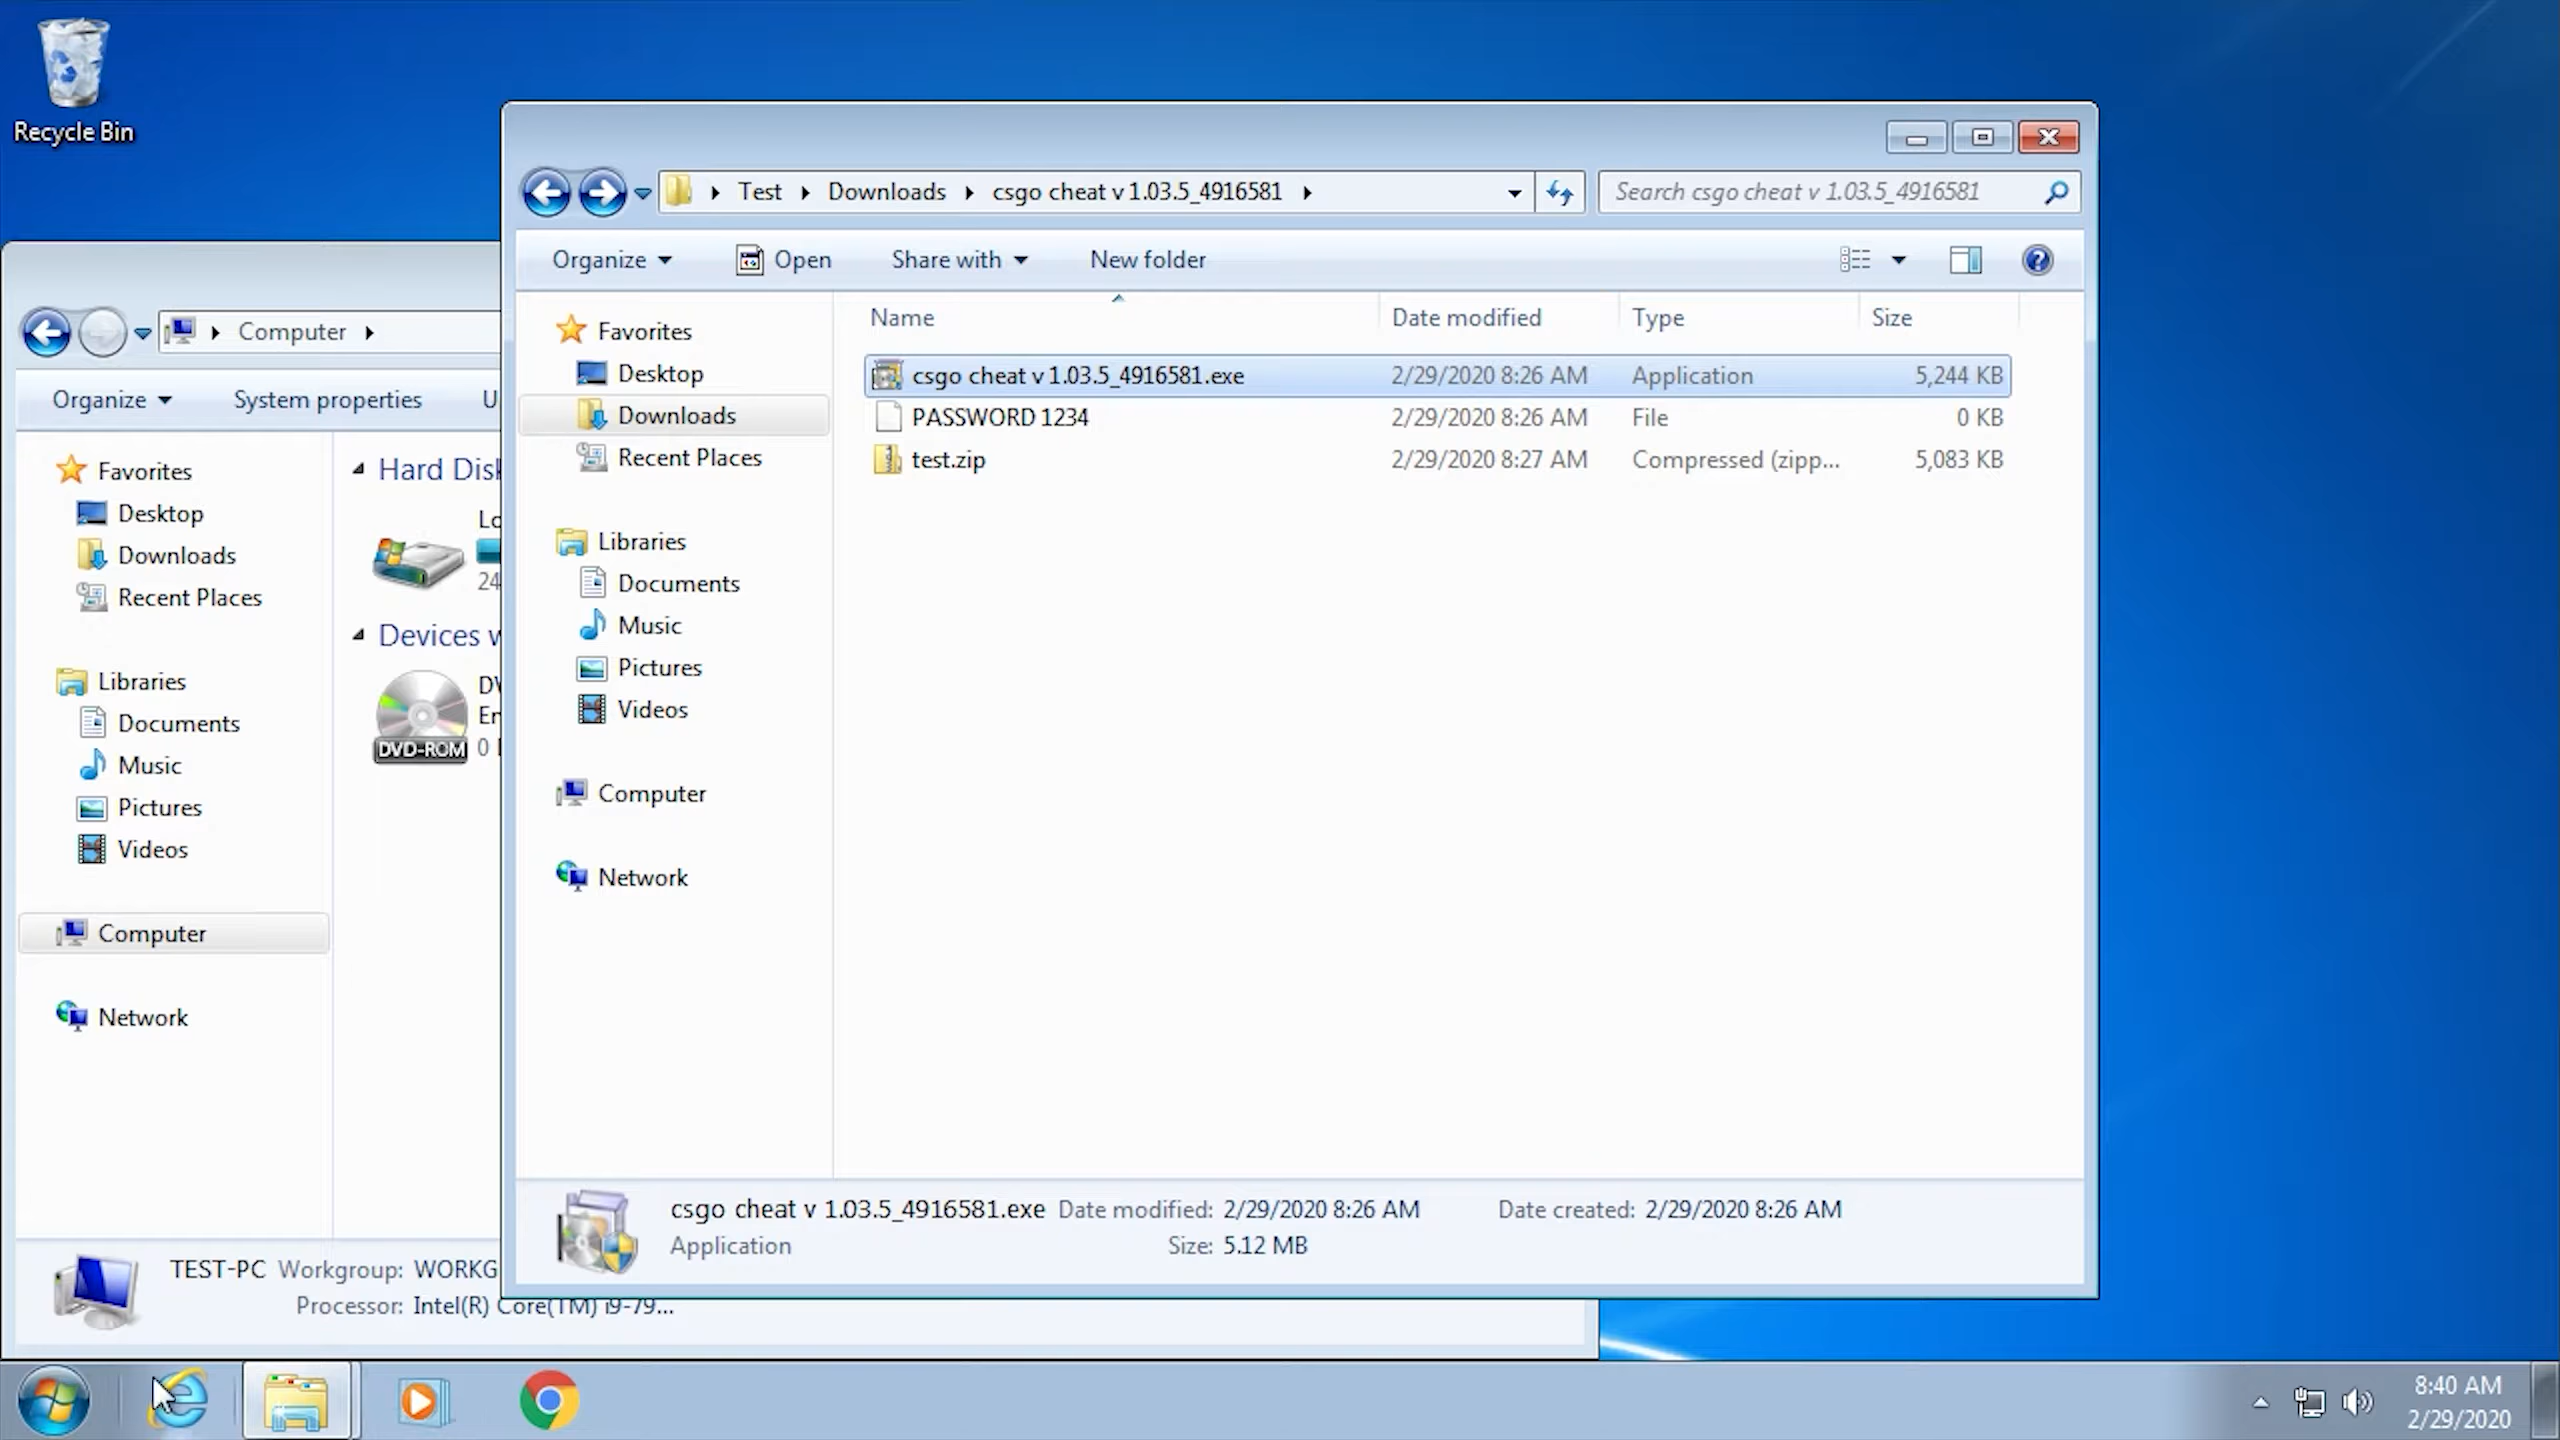 Recycle Bin
Test Downloads csgo cheat v 1.03.5_4916581
Search csgo cheat v 1.03.5_4916581
Organize Open Share with New folder
Name Date modified Type Size
csgo cheat v 1.03.5_4916581.exe 2/29/2020 8:26 AM Application 5,244 KB
PASSWORD 1234 2/29/2020 8:26 AM File 0 KB
test.zip 2/29/2020 8:27 AM Compressed (zipp... 5,083 KB
Favorites
Desktop
Downloads
Recent Places
Libraries
Documents
Music
Pictures
Videos
Computer
Network
csgo cheat v 1.03.5_4916581.exe Date modified: 2/29/2020 8:26 AM Date created: 2/29/2020 8:26 AM
Application Size: 5.12 MB
Computer
Organize System properties U
Favorites
Desktop
Downloads
Recent Places
Libraries
Documents
Music
Pictures
Videos
Computer
Network
Hard Disk
Lo
24
Devices w
DV
En
DVD-ROM 0
TEST-PC Workgroup: WORKG
Processor: Intel(R) Core(TM) i9-79...
8:40 AM
2/29/2020